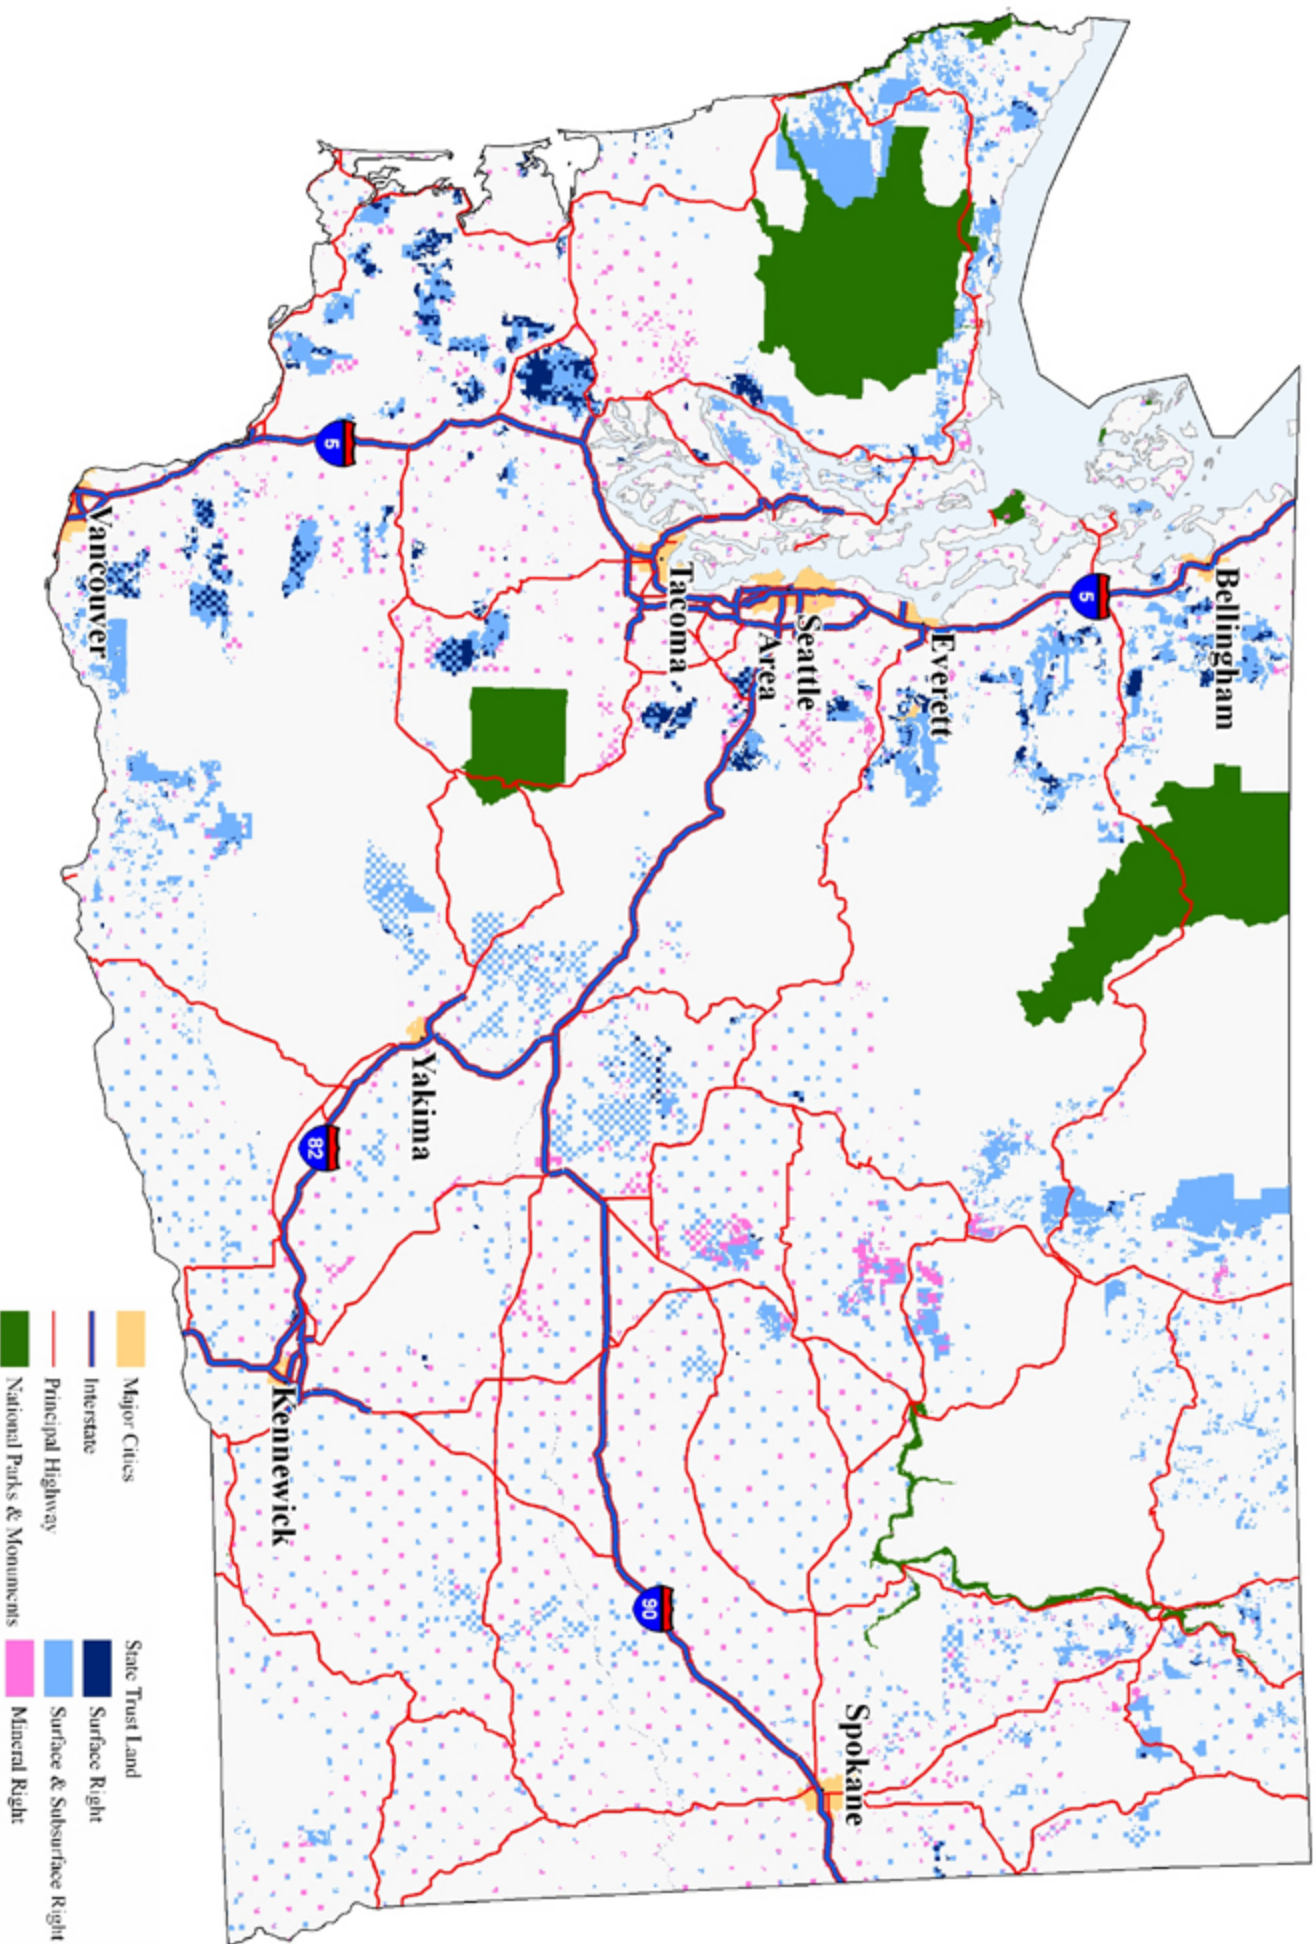 Bellingham
5
Everett
Seattle
Area
Tacoma
Spokane
90
Yakima
82
5
Kennewick
Vancouver
Major Cities
Interstate
Principal Highway
National Parks & Monuments
State Trust Land
Surface Right
Surface & Subsurface Right
Mineral Right